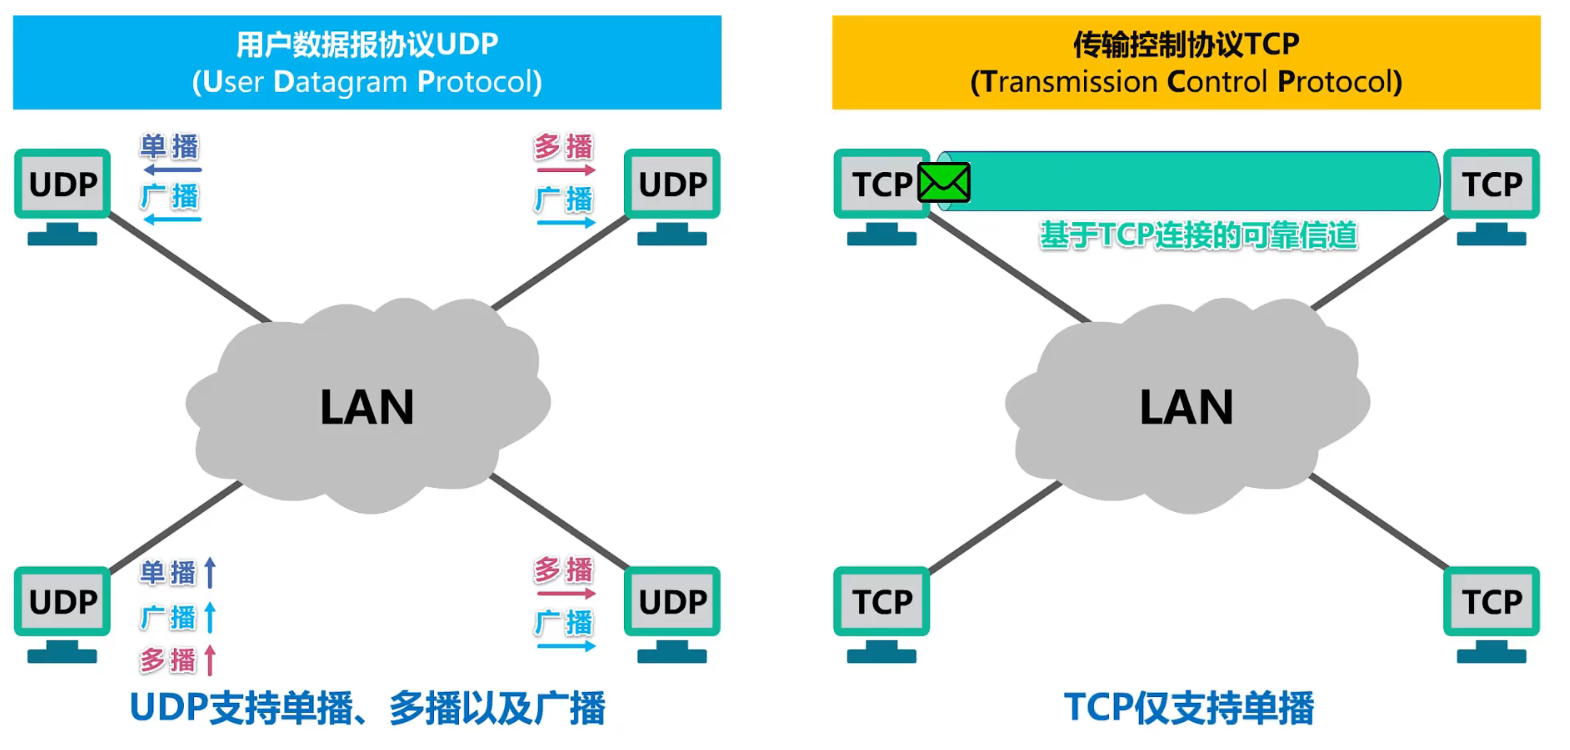 用户数据报协议UDP
(User Datagram Protocol)
单播
广播
多播
广播
UDP
UDP
LAN
单播
广播
多播
多播
广播
UDP
UDP
UDP支持单播、多播以及广播
传输控制协议TCP
(Transmission Control Protocol)
TCP
TCP
基于TCP连接的可靠信道
LAN
TCP
TCP
TCP仅支持单播